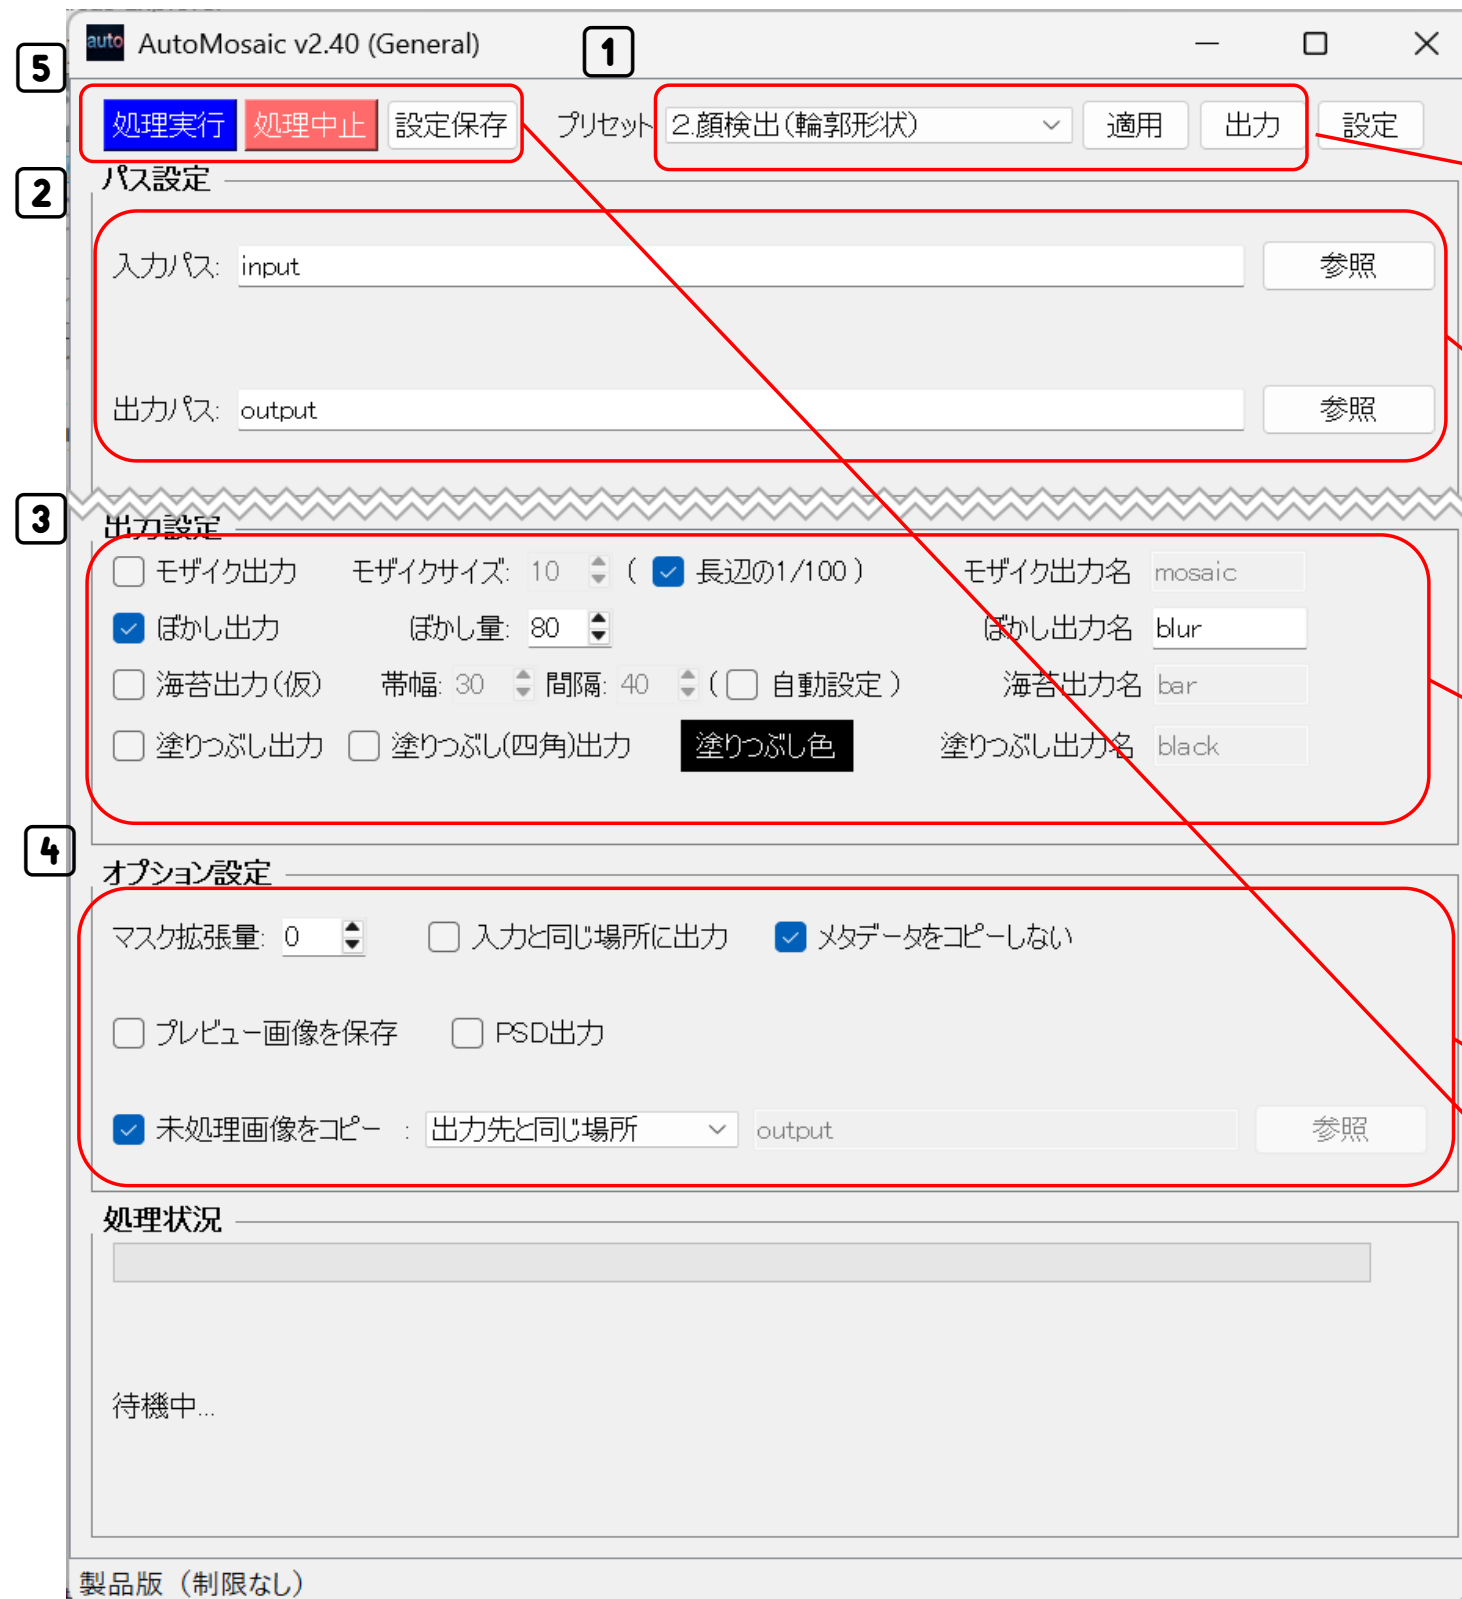 AutoMosaic v2.40 (General)
1
5
処理実行 処理中止 設定保存 プリセット 2.顔検出(輪郭形状) 適用 出力 設定
2
パス設定
入力パス: input 参照
出力パス: output 参照
3
出力設定
モザイク出力 モザイクサイズ: 10 ( 長辺の1/100 ) モザイク出力名 mosaic
ぼかし出力 ぼかし量: 80 ぼかし出力名 blur
海苔出力(仮) 帯幅: 30 間隔: 40 ( 自動設定 ) 海苔出力名 bar
塗りつぶし出力 塗りつぶし(四角)出力 塗りつぶし色 塗りつぶし出力名 black
4
オプション設定
マスク拡張量: 0 入力と同じ場所に出力 メタデータをコピーしない
プレビュー画像を保存 PSD出力
未処理画像をコピー : 出力先と同じ場所 output 参照
処理状況
待機中...
製品版（制限なし）